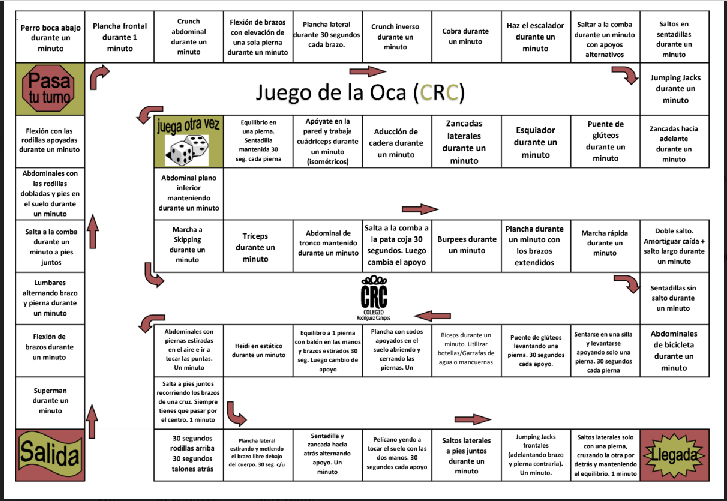 Perro boca abajo
durante un
minuto
Plancha frontal
durante 1
minuto
Crunch
abdominal
durante un
minuto
Flexión de brazos
con elevación de
una sola pierna
durante un minuto
Plancha lateral
durante 30 segundos
cada brazo.
Crunch inverso
durante un
minuto
Cobra durante
un minuto
Haz el escalador
durante un
minuto
Saltar a la comba
durante un minuto
con apoyos
alternativos
Saltos en
sentadillas
durante un
minuto
Pasa
tu turno
Juego de la Oca (CRC)
Jumping Jacks
durante un
minuto
Flexión con las
rodillas apoyadas
durante un minuto
juega otra vez
Equilibrio en
una pierna.
Sentadilla
mantenida 30
seg. cada pierna
Apóyate en la
pared y trabaja
cuádriceps durante
un minuto
(isométricos)
Aducción de
cadera durante un
minuto
Zancadas
laterales
durante un
minuto
Esquiador
durante un
minuto
Puente de
glúteos
durante un
minuto
Zancadas hacia
adelante
durante un
minuto
Abdominales con
las rodillas
dobladas y pies en
el suelo durante
un minuto
Abdominal plano
inferior
manteniendo
durante un minuto
Salta a la comba
durante un
minuto a pies
juntos
Marcha a
Skipping
durante un
minuto
Triceps
durante un
minuto
Abdominal de
tronco mantenido
durante un minuto
Salta a la comba a
la pata coja 30
segundos. Luego
cambia el apoyo
Burpees durante
un minuto
Plancha durante
un minuto con
los brazos
extendidos
Marcha rápida
durante un
minuto
Doble salto.
Amortiguar caída +
salto largo durante
un minuto
Lumbares
alternando brazo
y pierna durante
un minuto
CRC
COLEGIO
Rodríguez Campos
Sentadillas sin
salto durante
un minuto
Flexión de
brazos durante
un minuto
Abdominales con
piernas estiradas
en el aire e ir a
tocar las puntas.
Un minuto
Heidi en estático
durante un minuto
Equilibrio a 1 pierna
con balón en las manos
y brazos estirados 30
seg. Luego cambio de
apoyo
Plancha con codos
apoyados en el
suelo abriendo y
cerrando las
piernas. Un
Biceps durante un
minuto. Utilizar
botellas/Garrafas de
agua o mancuernas
Puente de glúteos
levantando una
pierna. 30 segundos
cada apoyo.
Sentarse en una silla
y levantarse
apoyando solo una
pierna. 30 segundos
cada pierna
Abdominales
de bicicleta
durante un
minuto
Superman
durante un
minuto
Salta a pies juntos
recorriendo los brazos
de una cruz. Siempre
tienes que pasar por
el centro. 1 minuto
Salida
30 segundos
rodillas arriba
30 segundos
talones atrás
Plancha lateral
estirando y metiendo
el brazo libre debajo
del cuerpo. 30 seg. c/u
Sentadilla y
zancada hacia
atrás alternando
apoyo. Un
minuto
Pelícano yendo a
tocar el suelo con las
dos manos. 30
segundos cada apoyo
Saltos laterales
a pies juntos
durante un
minuto
Jumping Jacks
frontales
(adelantando brazo
y pierna contraria).
Un minuto.
Saltos laterales solo
con una pierna,
cruzando la otra por
detrás y manteniendo
el equilibrio. 1 minuto
Llegada